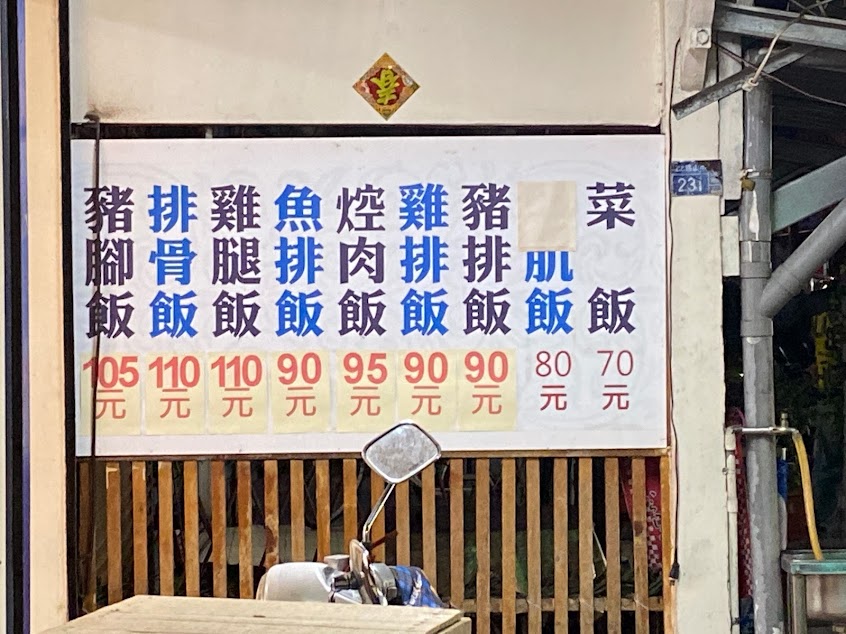 春
231
豬腳飯
105元
排骨飯
110元
雞腿飯
110元
魚排飯
90元
焢肉飯
95元
雞排飯
90元
豬排飯
90元
肌飯
80元
菜飯
70元